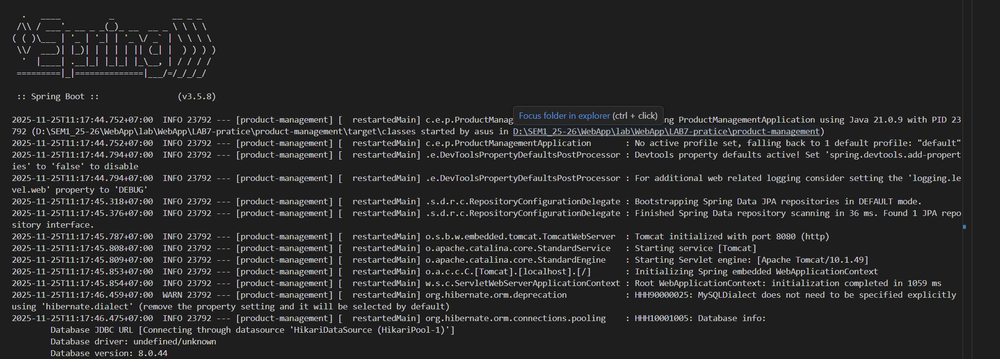 .   ____          _            __ _ _
 /\\ / ___'_ __ _ _(_)_ __  __ _ \ \ \ \
( ( )\___ | '_ | '_| | '_ \/ _` | \ \ \ \
 \\/  ___)| |_)| | | | | || (_| |  ) ) ) )
  '  |____| .__|_| |_|_| |_\__, | / / / /
 =========|_|==============|___/=/_/_/_/
 :: Spring Boot ::                (v3.5.8)
Focus folder in explorer (ctrl + click)
2025-11-25T11:17:44.752+07:00  INFO 23792 --- [product-management] [  restartedMain] ProductManagementApplication using Java 21.0.9 with PID 23
792 (D:\SEM1_25-26\WebApp\lab\WebApp\LAB7-pratice\product-management\target\classes started by asus in D:\SEM1_25-26\WebApp\lab\WebApp\LAB7-pratice\product-management)
2025-11-25T11:17:44.752+07:00  INFO 23792 --- [product-management] [  restartedMain] c.e.p.ProductManagementApplication       : No active profile set, falling back to 1 default profile: "default"
2025-11-25T11:17:44.794+07:00  INFO 23792 --- [product-management] [  restartedMain] .e.DevToolsPropertyDefaultsPostProcessor : Devtools property defaults active! Set 'spring.devtools.add-propert
ies' to 'false' to disable
2025-11-25T11:17:44.794+07:00  INFO 23792 --- [product-management] [  restartedMain] .e.DevToolsPropertyDefaultsPostProcessor : For additional web related logging consider setting the 'logging.le
vel.web' property to 'DEBUG'
2025-11-25T11:17:45.318+07:00  INFO 23792 --- [product-management] [  restartedMain] .s.d.r.c.RepositoryConfigurationDelegate : Bootstrapping Spring Data JPA repositories in DEFAULT mode.
2025-11-25T11:17:45.376+07:00  INFO 23792 --- [product-management] [  restartedMain] .s.d.r.c.RepositoryConfigurationDelegate : Finished Spring Data repository scanning in 36 ms. Found 1 JPA repo
sitory interface.
2025-11-25T11:17:45.787+07:00  INFO 23792 --- [product-management] [  restartedMain] o.s.b.w.embedded.tomcat.TomcatWebServer  : Tomcat initialized with port 8080 (http)
2025-11-25T11:17:45.808+07:00  INFO 23792 --- [product-management] [  restartedMain] o.apache.catalina.core.StandardService   : Starting service [Tomcat]
2025-11-25T11:17:45.809+07:00  INFO 23792 --- [product-management] [  restartedMain] o.apache.catalina.core.StandardEngine    : Starting Servlet engine: [Apache Tomcat/10.1.49]
2025-11-25T11:17:45.853+07:00  INFO 23792 --- [product-management] [  restartedMain] o.a.c.c.C.[Tomcat].[localhost].[/]       : Initializing Spring embedded WebApplicationContext
2025-11-25T11:17:45.854+07:00  INFO 23792 --- [product-management] [  restartedMain] w.s.c.ServletWebServerApplicationContext : Root WebApplicationContext: initialization completed in 1059 ms
2025-11-25T11:17:46.459+07:00  WARN 23792 --- [product-management] [  restartedMain] org.hibernate.orm.deprecation            : HHH90000025: MySQLDialect does not need to be specified explicitly
using 'hibernate.dialect' (remove the property setting and it will be selected by default)
2025-11-25T11:17:46.475+07:00  INFO 23792 --- [product-management] [  restartedMain] org.hibernate.orm.connections.pooling    : HHH10001005: Database info:
        Database JDBC URL [Connecting through datasource 'HikariDataSource (HikariPool-1)']
        Database driver: undefined/unknown
        Database version: 8.0.44